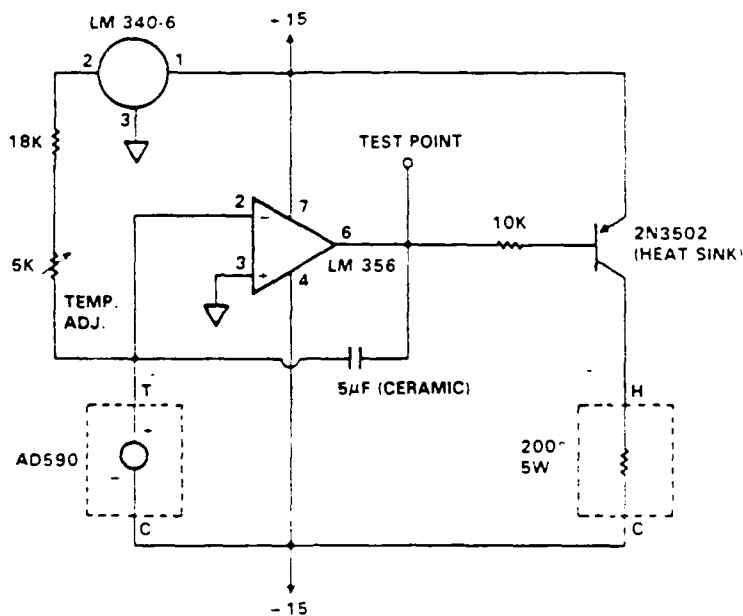 LM 340-6
+15
2
1
3
18K
TEST POINT
2
7
10K
6
2N3502
(HEAT SINK)
3
5K
LM 356
4
TEMP.
ADJ.
5µF (CERAMIC)
T
H
+
AD590
200
5W
C
C
-15